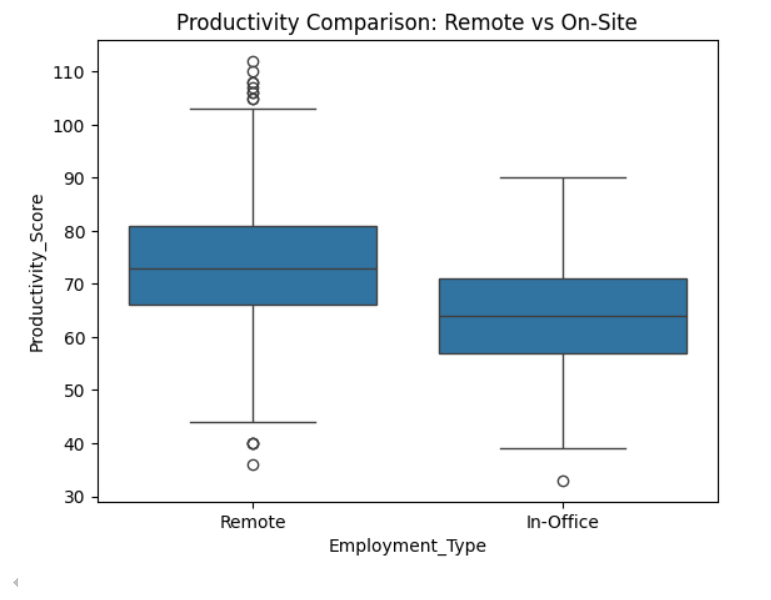 Productivity Comparison: Remote vs On-Site
110
100
90
80
70
60
50
40
30
Productivity_Score
Remote In-Office
Employment_Type